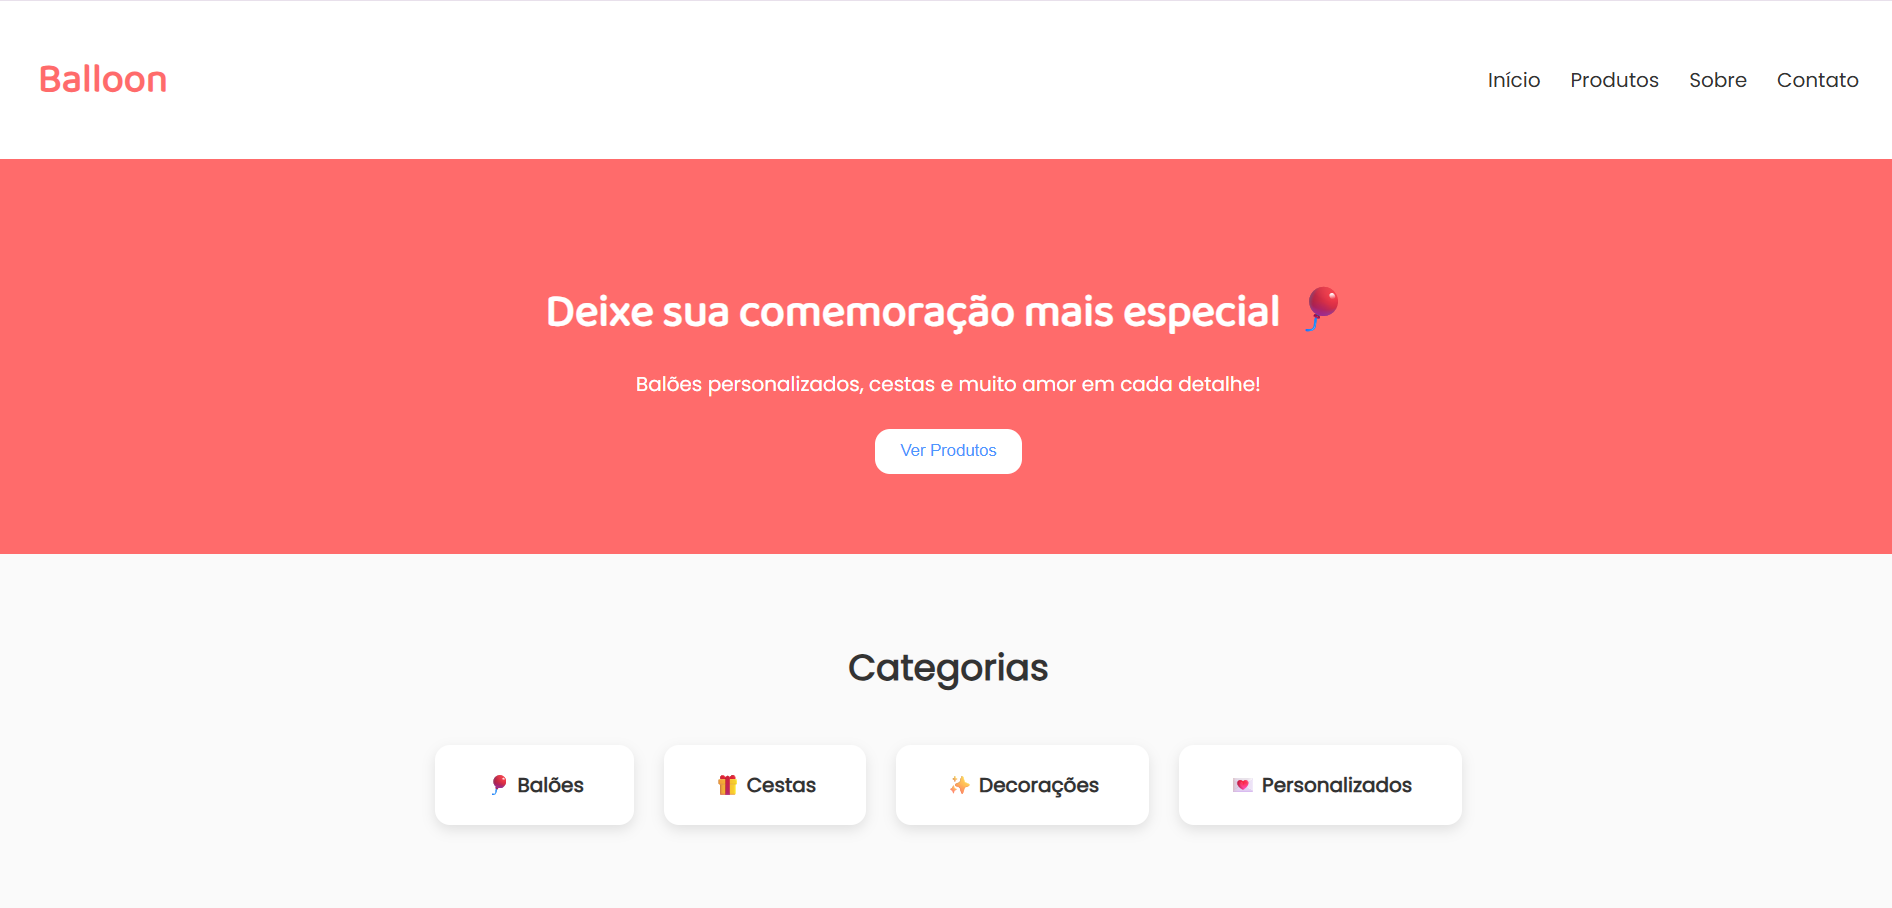 Balloon
Início Produtos Sobre Contato
Deixe sua comemoração mais especial 🎈
Balões personalizados, cestas e muito amor em cada detalhe!
Ver Produtos
Categorias
🎈 Balões 🎁 Cestas ✨ Decorações 💌 Personalizados